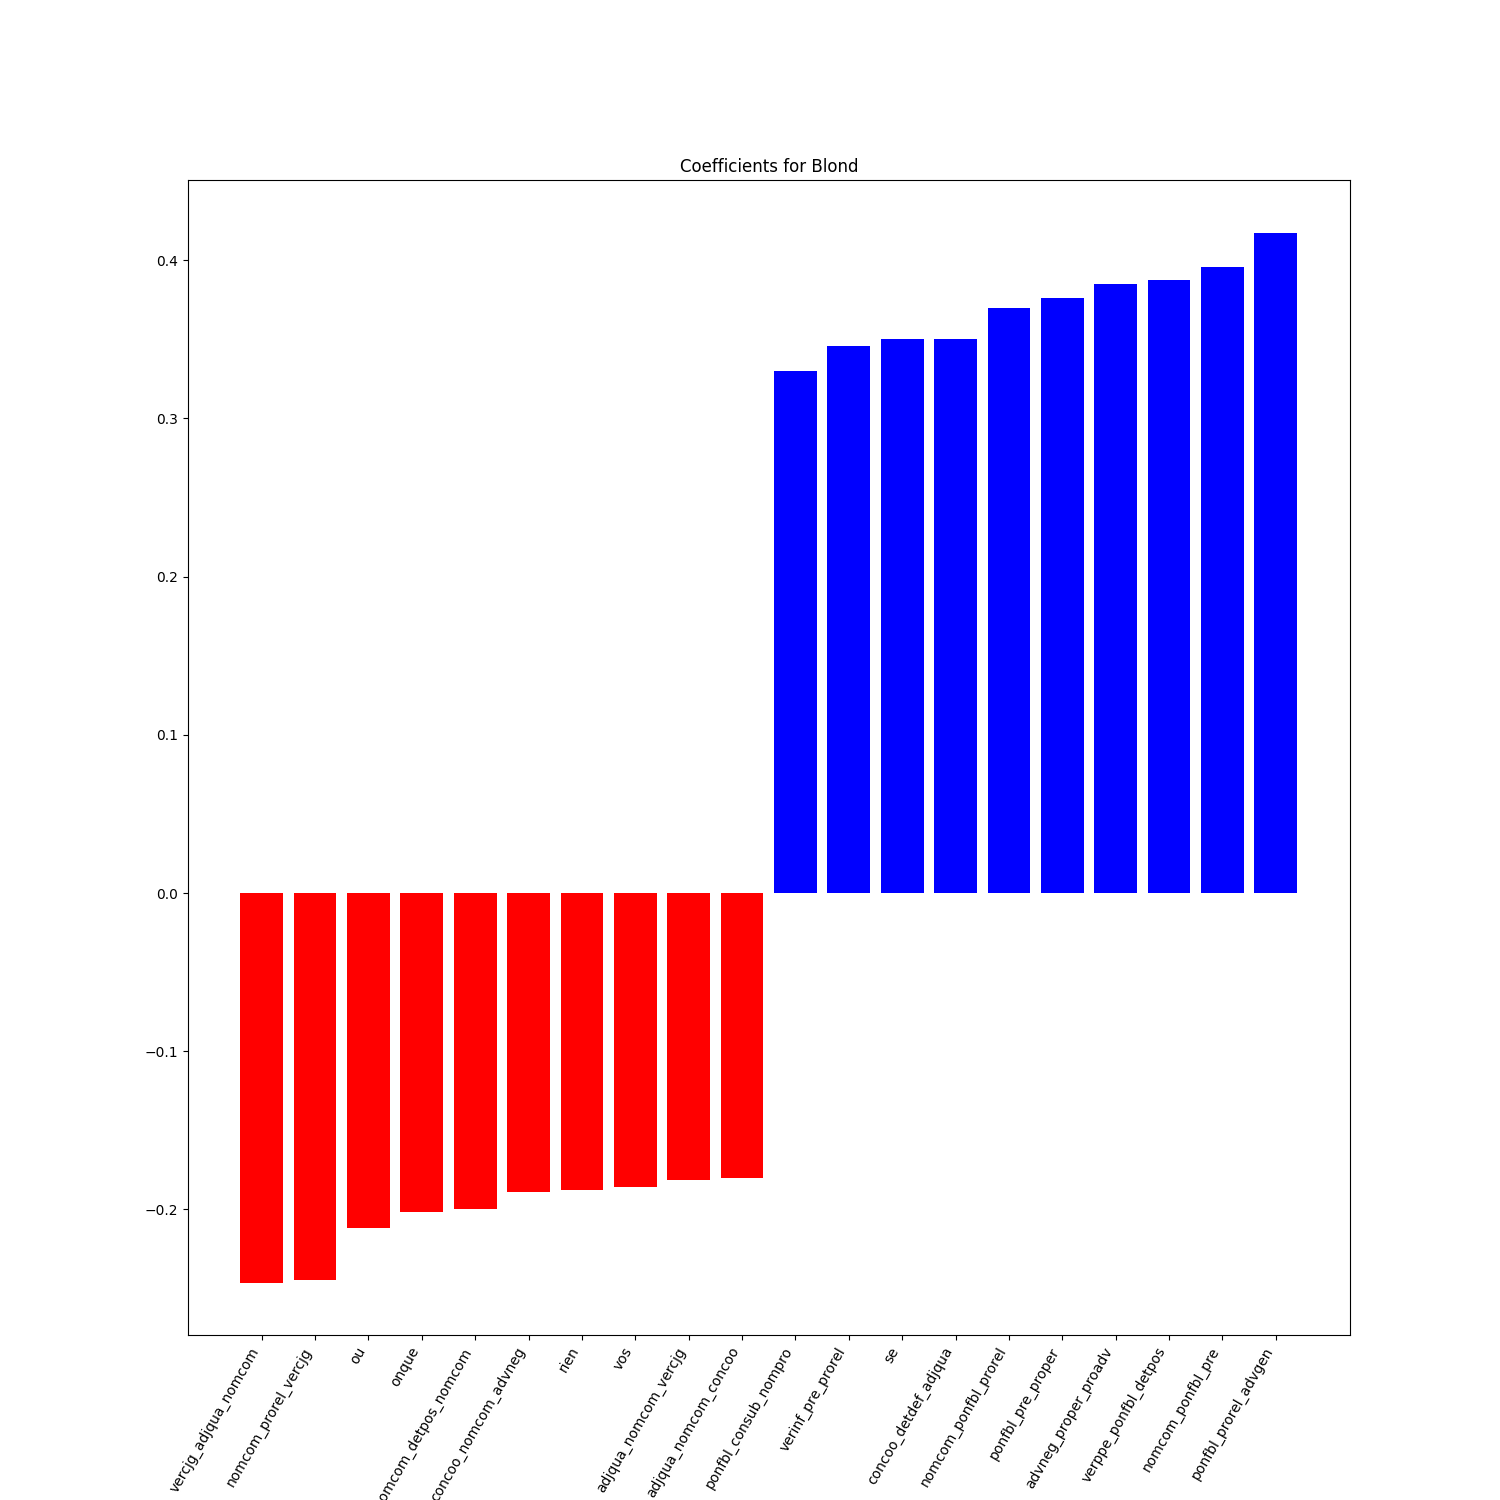 Coefficients for Blond
0.4
0.3
0.2
0.1
0.0
−0.1
−0.2
vercjg_adjqua_nomcom
nomcom_prorel_vercjg
ou
onque
omcom_detpos_nomcom
concoo_nomcom_advneg
rien
vos
adjqua_nomcom_vercjg
adjqua_nomcom_concoo
ponfbl_consub_nompro
verinf_pre_prorel
se
concoo_detdef_adjqua
nomcom_ponfbl_prorel
ponfbl_pre_proper
advneg_proper_proadv
verppe_ponfbl_detpos
nomcom_ponfbl_pre
ponfbl_prorel_advgen